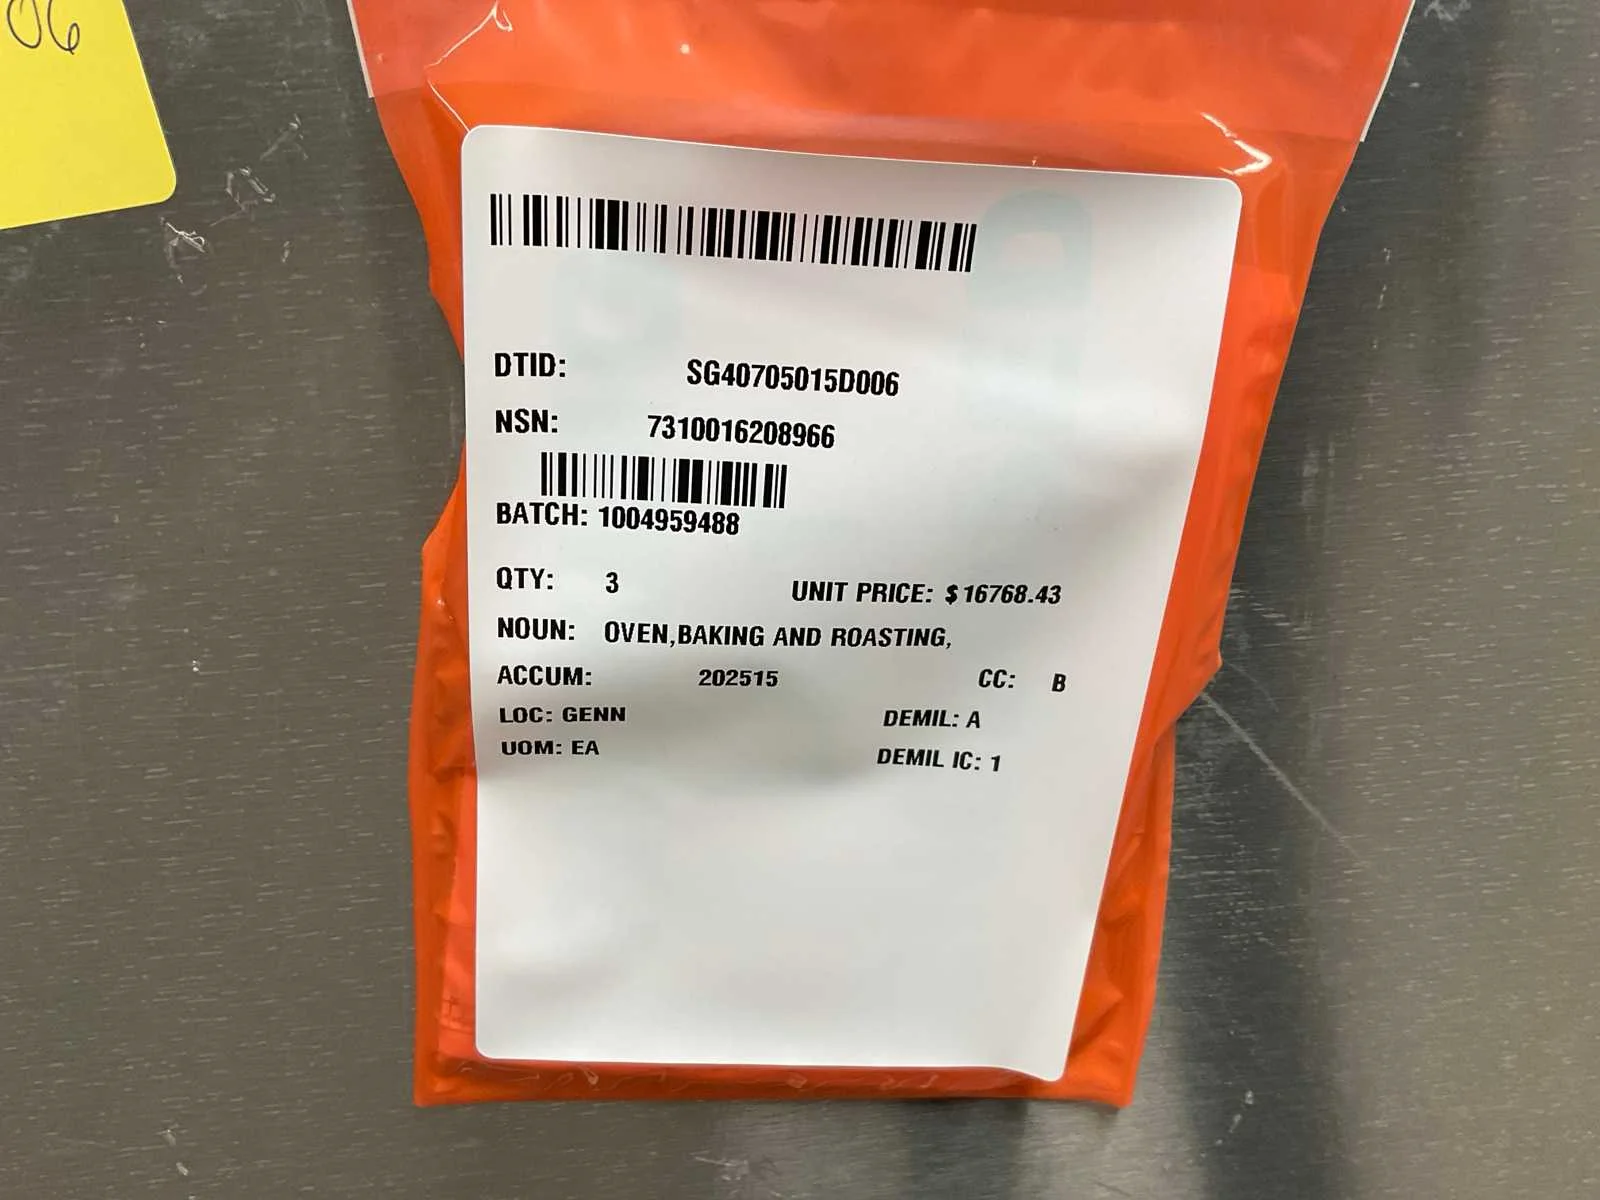 06
DTID: SG40705015D006
NSN: 7310016208966
BATCH: 1004959488
QTY: 3 UNIT PRICE: $16768.43
NOUN: OVEN,BAKING AND ROASTING,
ACCUM: 202515 CC: B
LOC: GENN DEMIL: A
UOM: EA DEMIL IC: 1